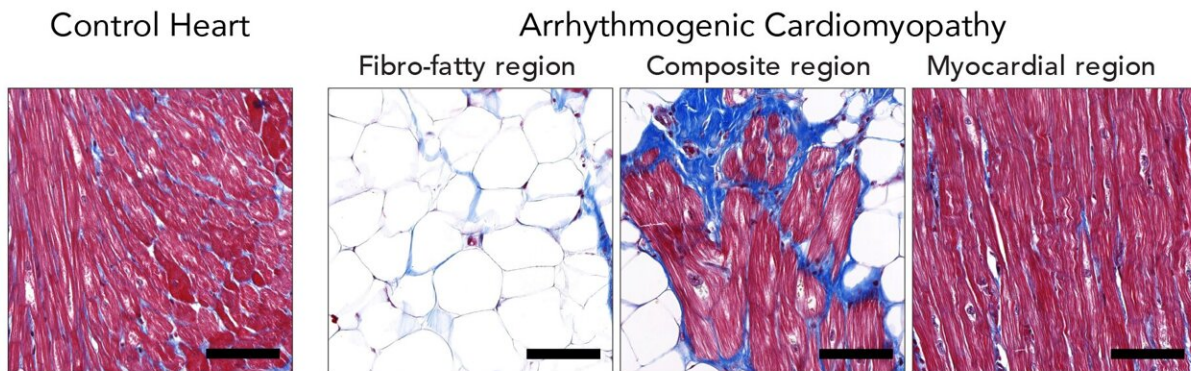 Control Heart
Arrhythmogenic Cardiomyopathy
Fibro-fatty region
Composite region
Myocardial region